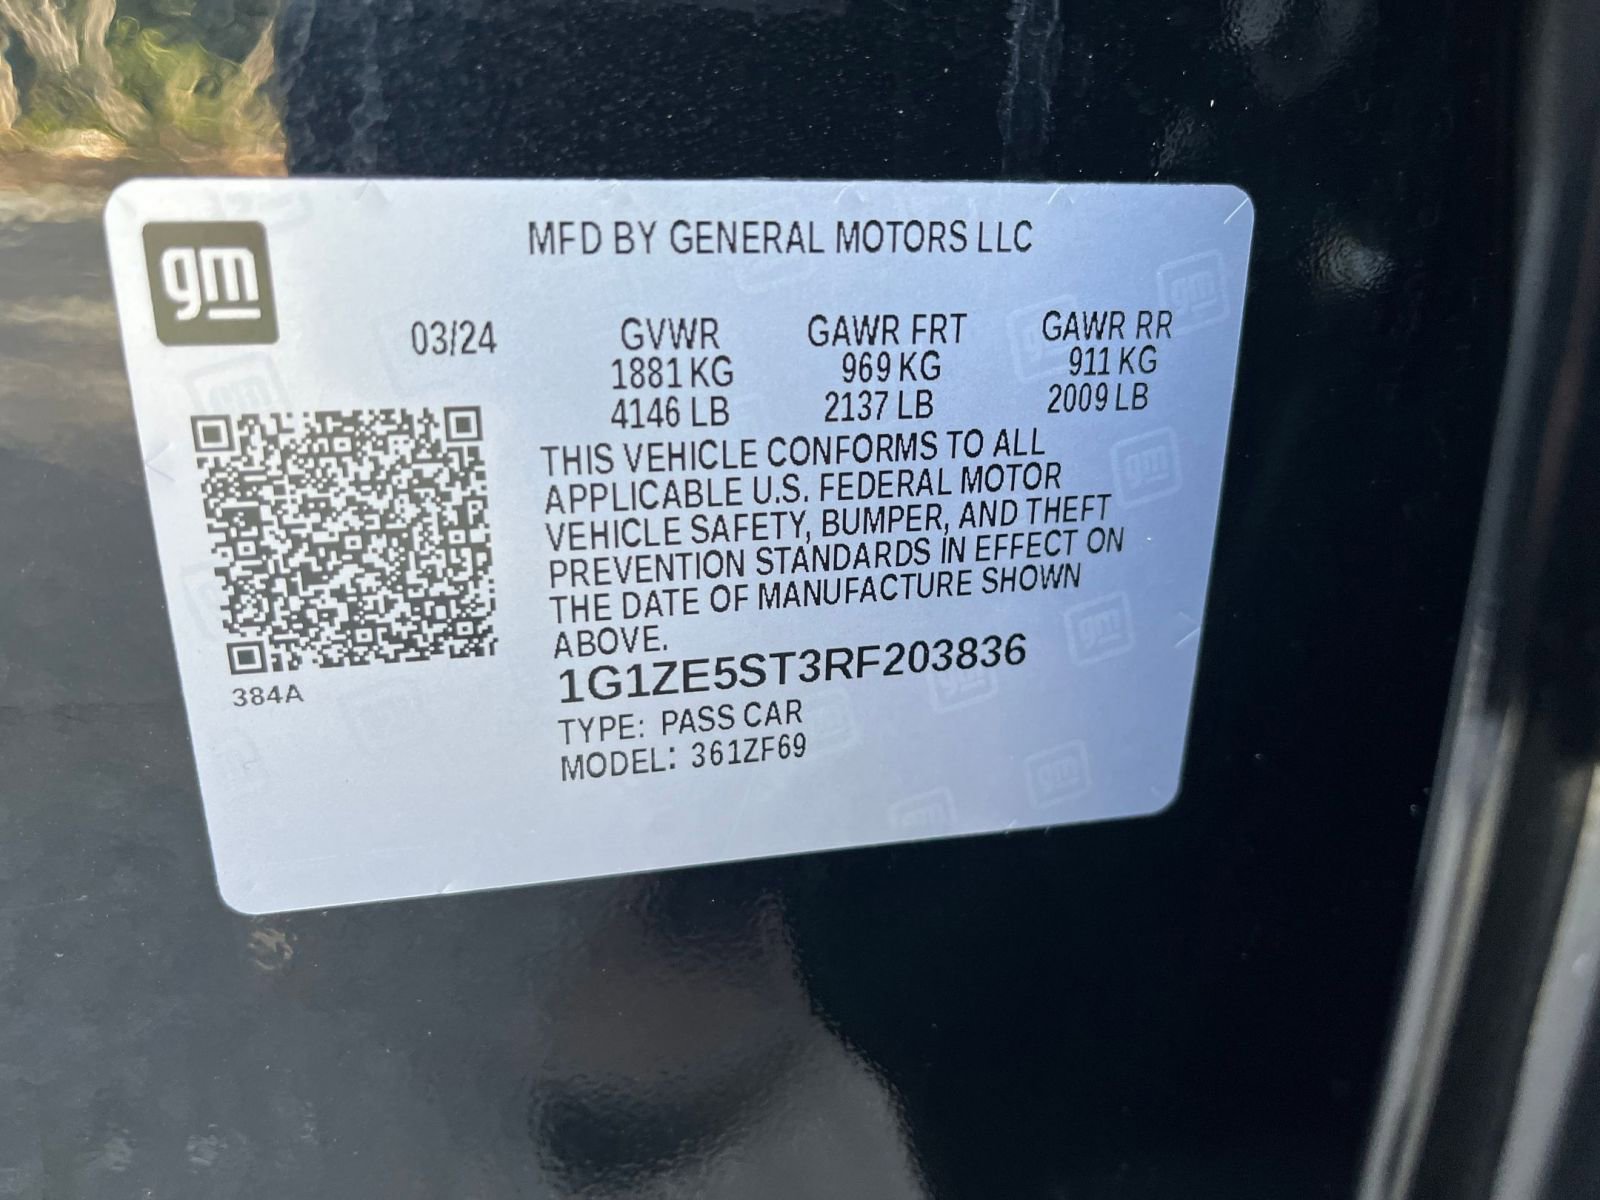 gm
MFD BY GENERAL MOTORS LLC
03/24 GVWR GAWR FRT GAWR RR
1881 KG 969 KG 911 KG
4146 LB 2137 LB 2009 LB
THIS VEHICLE CONFORMS TO ALL
APPLICABLE U.S. FEDERAL MOTOR
VEHICLE SAFETY, BUMPER, AND THEFT
PREVENTION STANDARDS IN EFFECT ON
THE DATE OF MANUFACTURE SHOWN
ABOVE.
1G1ZE5ST3RF203836
384A
TYPE: PASS CAR
MODEL: 361ZF69